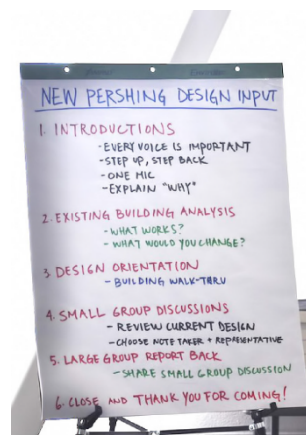 NEW PERSHING DESIGN INPUT
1. INTRODUCTIONS
- EVERY VOICE IS IMPORTANT
- STEP UP, STEP BACK
- ONE MIC
- EXPLAIN "WHY"
2. EXISTING BUILDING ANALYSIS
- WHAT WORKS?
- WHAT WOULD YOU CHANGE?
3. DESIGN ORIENTATION
- BUILDING WALK-THRU
4. SMALL GROUP DISCUSSIONS
- REVIEW CURRENT DESIGN
- CHOOSE NOTE TAKER + REPRESENTATIVE
5. LARGE GROUP REPORT BACK
- SHARE SMALL GROUP DISCUSSION
6. CLOSE AND THANK YOU FOR COMING!